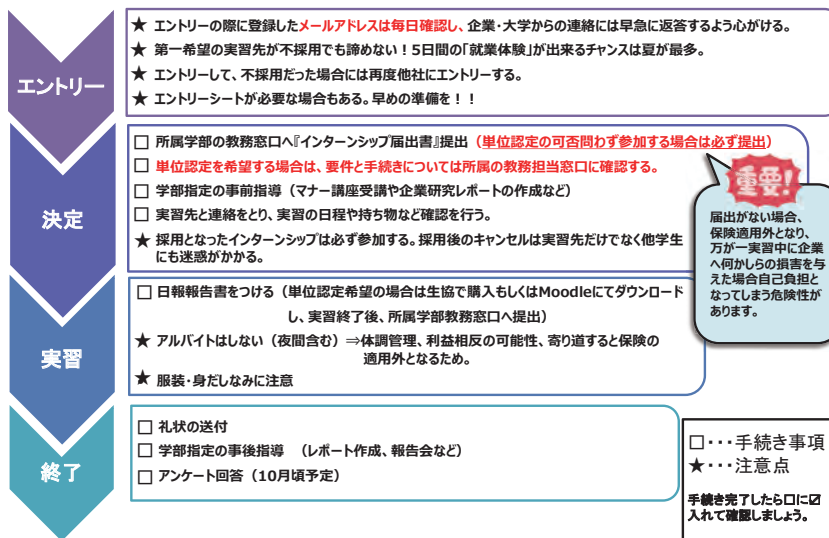 エントリー
★ エントリーの際に登録したメールアドレスは毎日確認し、企業・大学からの連絡には早急に返答するよう心がける。
★ 第一希望の実習先が不採用でも諦めない！5日間の「就業体験」が出来るチャンスは夏が最多。
★ エントリーして、不採用だった場合には再度他社にエントリーする。
★ エントリーシートが必要な場合もある。早めの準備を！！
決定
□ 所属学部の教務窓口へ『インターンシップ届出書』提出（単位認定の可否問わず参加する場合は必ず提出）
□ 単位認定を希望する場合は、要件と手続きについては所属の教務担当窓口に確認する。
□ 学部指定の事前指導（マナー講座受講や企業研究レポートの作成など）
□ 実習先と連絡をとり、実習の日程や持ち物など確認を行う。
★ 採用となったインターンシップは必ず参加する。採用後のキャンセルは実習先だけでなく他学生
にも迷惑がかかる。
重要！
届出がない場合、
保険適用外となり、
万が一実習中に企業
へ何かしらの損害を与
えた場合自己負担と
なってしまう危険性が
あります。
実習
□ 日報報告書をつける（単位認定希望の場合は生協で購入もしくはMoodleにてダウンロード
し、実習終了後、所属学部教務窓口へ提出）
★ アルバイトはしない（夜間含む）⇒体調管理、利益相反の可能性、寄り道すると保険の
適用外となるため。
★ 服装・身だしなみに注意
終了
□ 礼状の送付
□ 学部指定の事後指導　（レポート作成、報告会など）
□ アンケート回答（10月頃予定）
□・・・手続き事項
★・・・注意点
手続き完了したら口に☑
入れて確認しましょう。